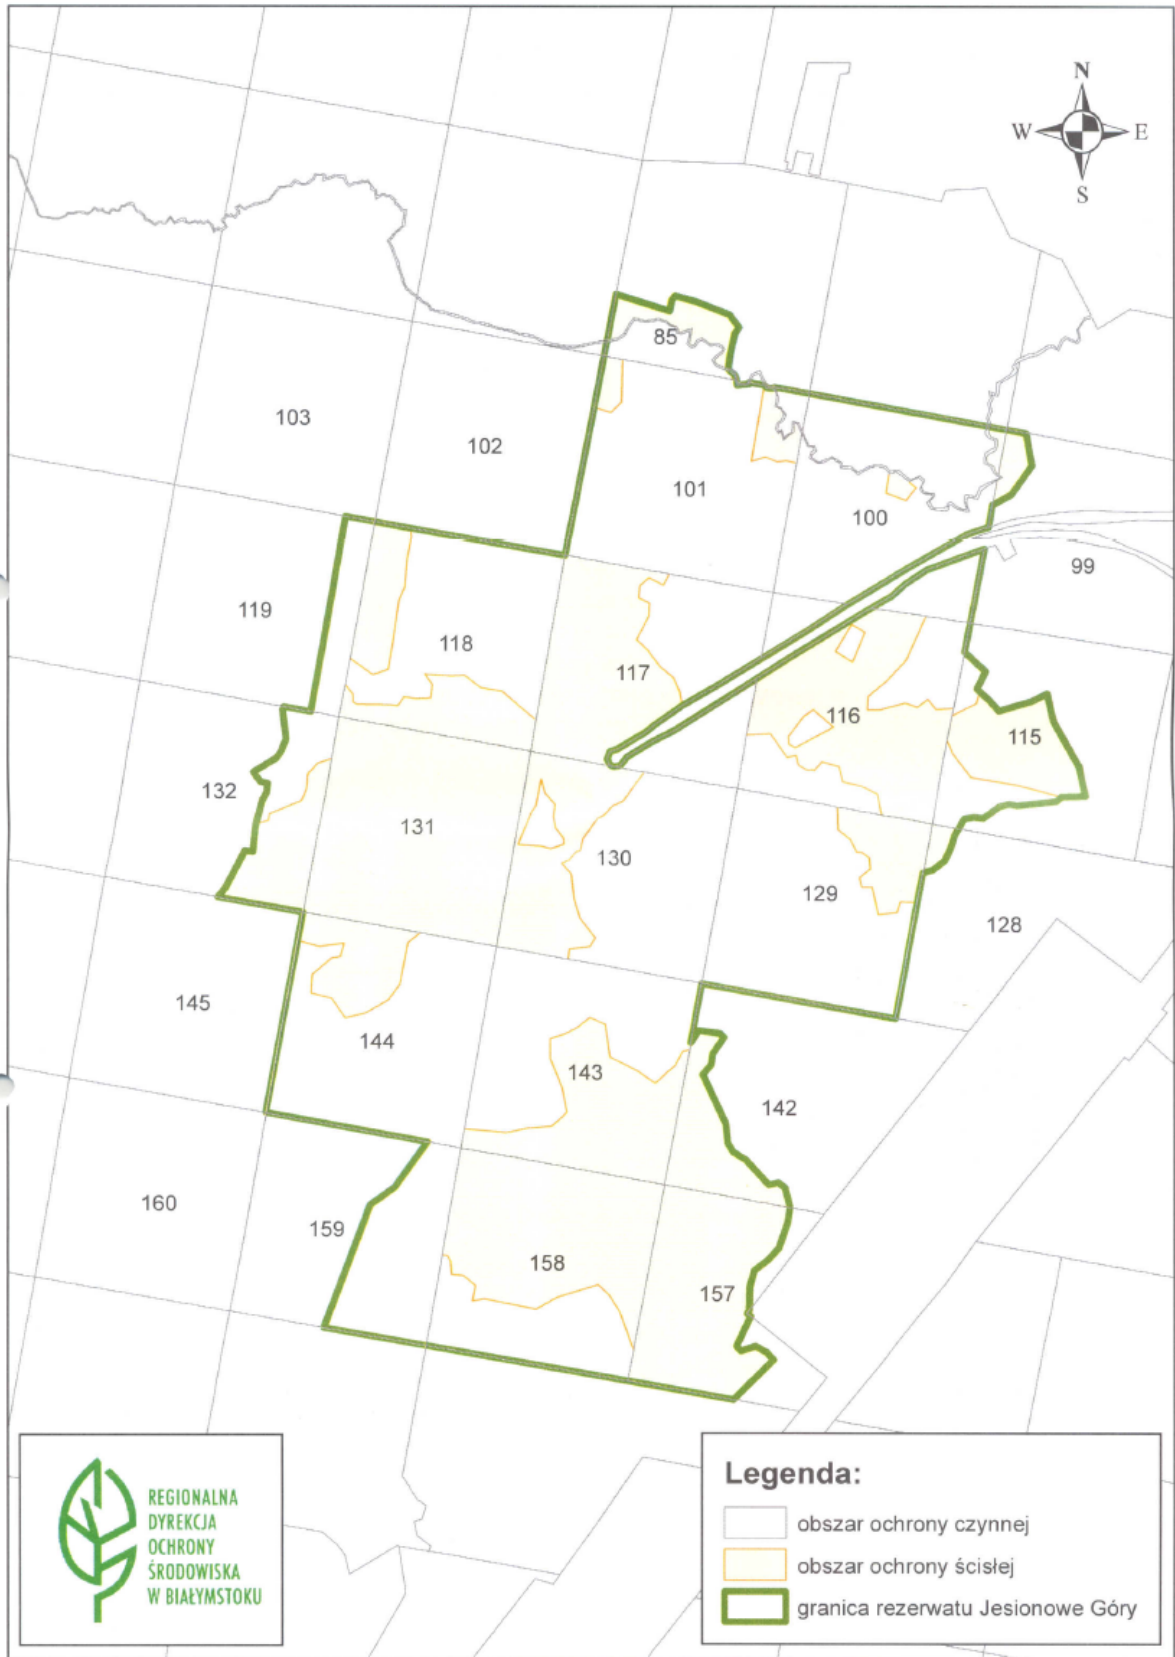 N
W E
S
85
103
102
101
100
99
119
118
117
116
115
132
131
130
129
128
145
144
143
142
160
159
158
157
REGIONALNA
DYREKCJA
OCHRONY
ŚRODOWISKA
W BIAŁYMSTOKU
Legenda:
obszar ochrony czynnej
obszar ochrony ścisłej
granica rezerwatu Jesionowe Góry